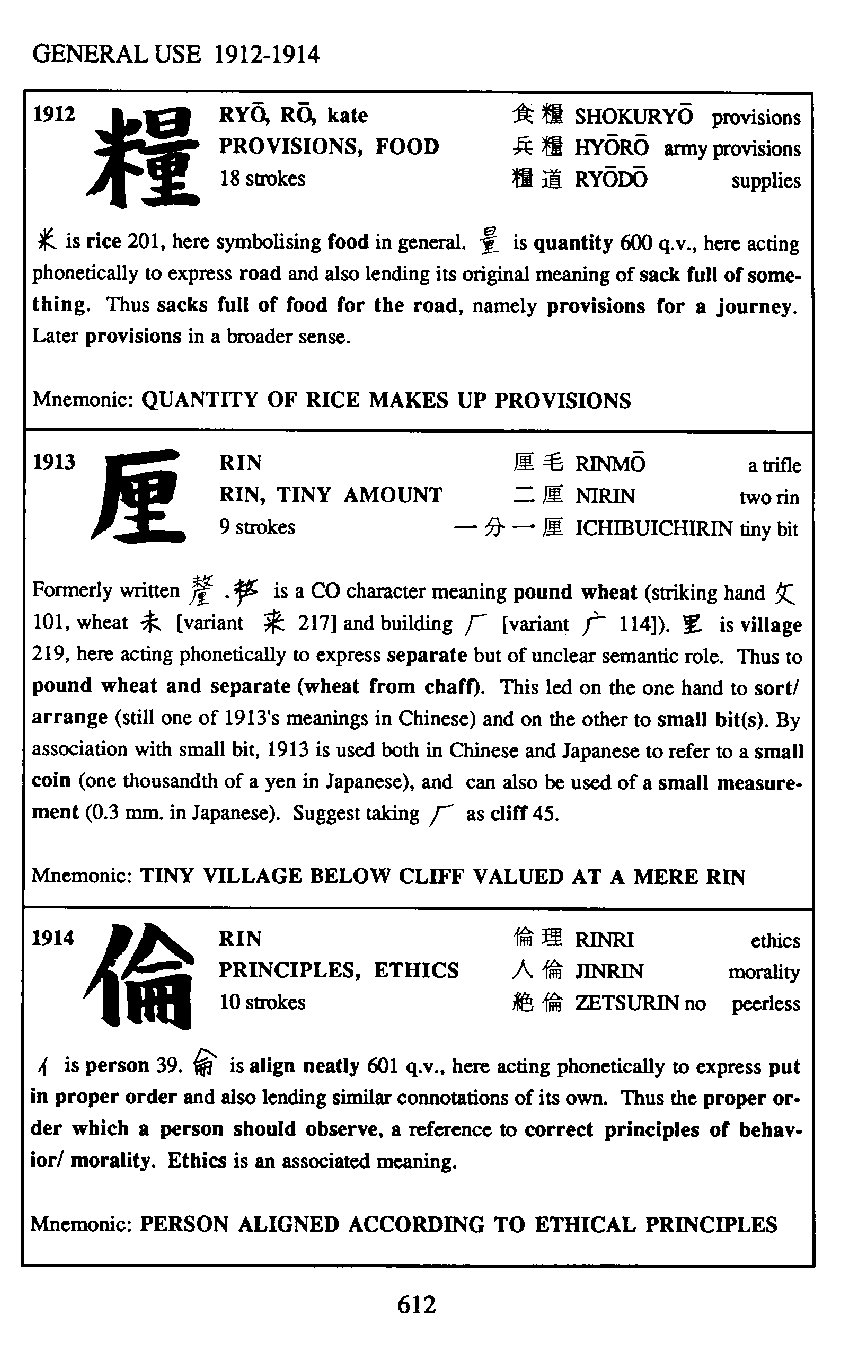 GENERAL USE 1912-1914
1912 糧 RYŌ, RŌ, kate 食糧 SHOKURYŌ provisions
PROVISIONS, FOOD 兵糧 HYŌRŌ army provisions
18 strokes 糧道 RYŌDŌ supplies
米 is rice 201, here symbolising food in general. 量 is quantity 600 q.v., here acting
phonetically to express road and also lending its original meaning of sack full of some-
thing. Thus sacks full of food for the road, namely provisions for a journey.
Later provisions in a broader sense.
Mnemonic: QUANTITY OF RICE MAKES UP PROVISIONS
1913 厘 RIN 厘毛 RINMŌ a trifle
RIN, TINY AMOUNT 二厘 NIRIN two rin
9 strokes 一分一厘 ICHIBUICHIRIN tiny bit
Formerly written 釐. is a CO character meaning pound wheat (striking hand 攵
101, wheat 未 [variant 来 217] and building 厂 [variant 广 114]). 里 is village
219, here acting phonetically to express separate but of unclear semantic role. Thus to
pound wheat and separate (wheat from chaff). This led on the one hand to sort/
arrange (still one of 1913's meanings in Chinese) and on the other to small bit(s). By
association with small bit, 1913 is used both in Chinese and Japanese to refer to a small
coin (one thousandth of a yen in Japanese), and can also be used of a small measure-
ment (0.3 mm. in Japanese). Suggest taking 厂 as cliff 45.
Mnemonic: TINY VILLAGE BELOW CLIFF VALUED AT A MERE RIN
1914 倫 RIN 倫理 RINRI ethics
PRINCIPLES, ETHICS 人倫 JINRIN morality
10 strokes 絶倫 ZETSURIN no peerless
亻 is person 39. 侖 is align neatly 601 q.v., here acting phonetically to express put
in proper order and also lending similar connotations of its own. Thus the proper or-
der which a person should observe, a reference to correct principles of behav-
ior/ morality. Ethics is an associated meaning.
Mnemonic: PERSON ALIGNED ACCORDING TO ETHICAL PRINCIPLES
612